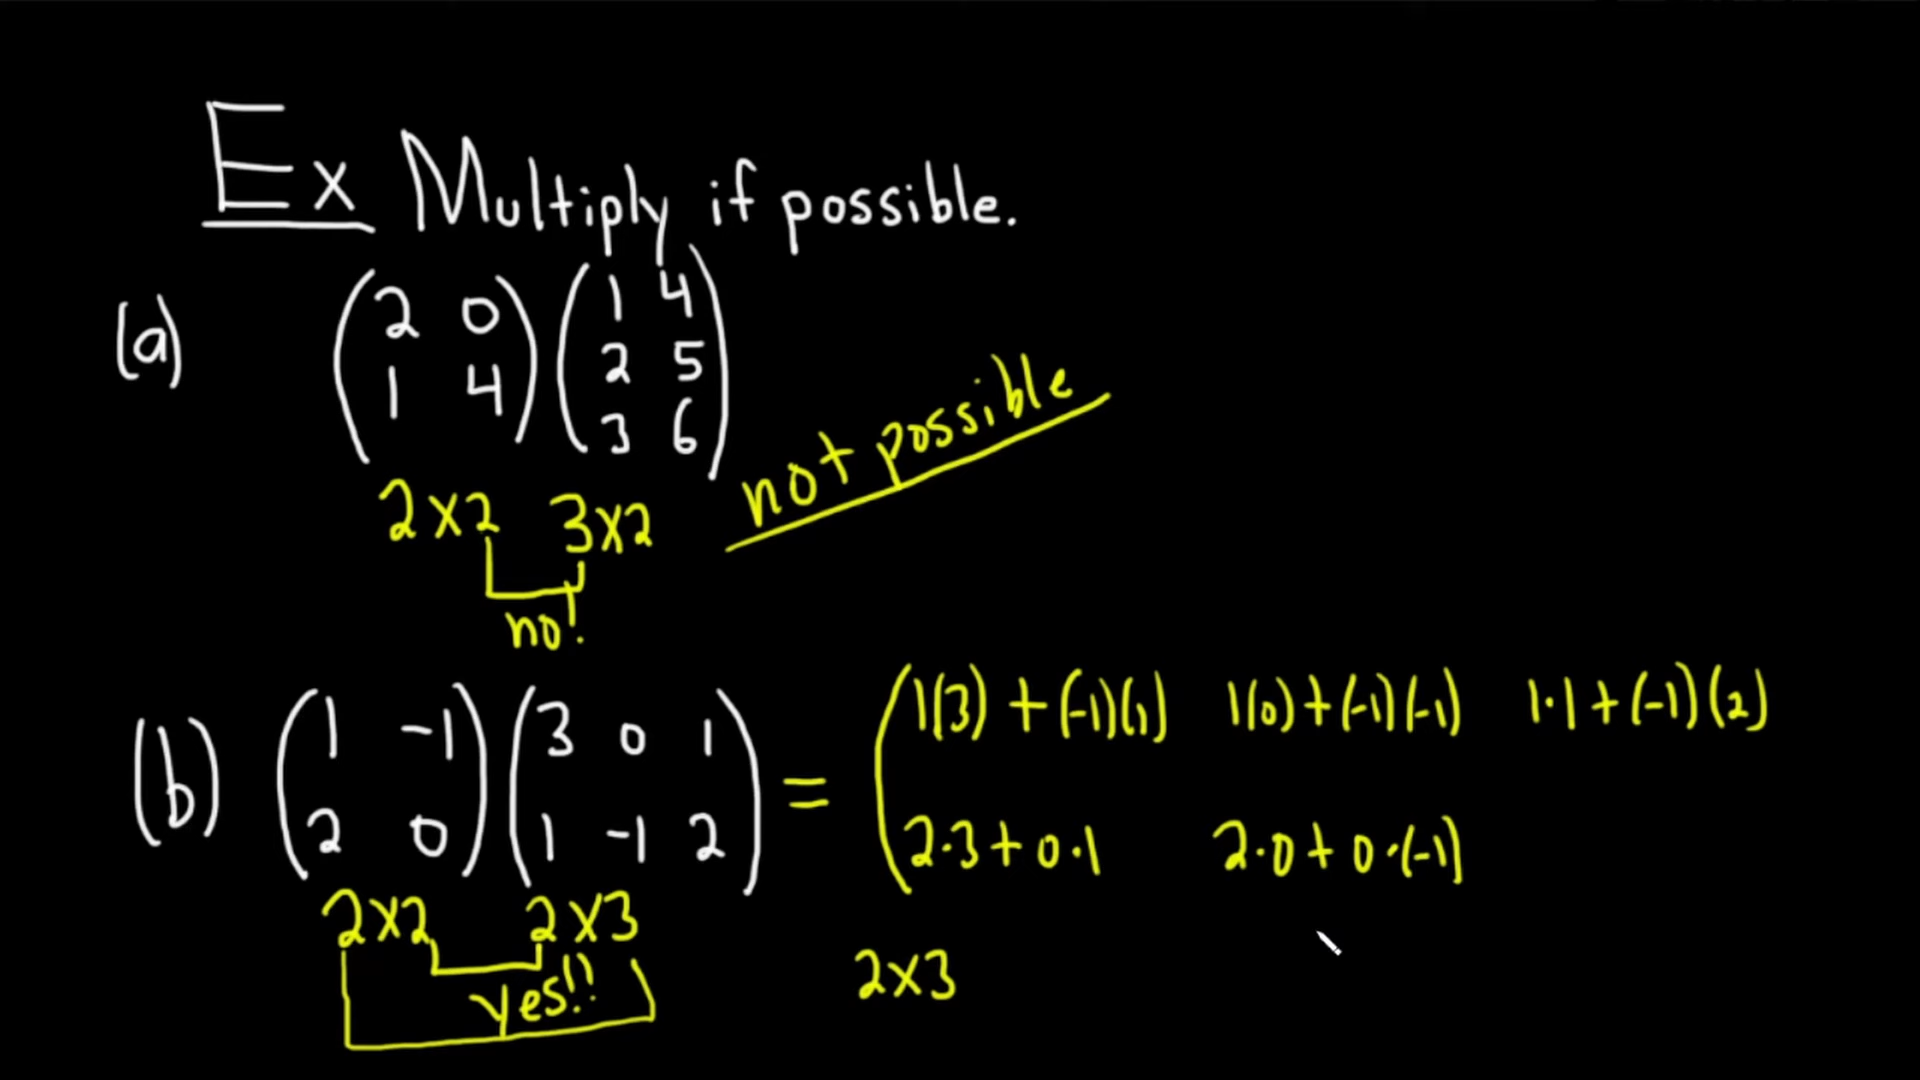 Ex Multiply if possible.
(a) (2 0) (1 4)
(1 4) (2 5)
(3 6)
not possible
2x2 3x2
no!
(b) (1 -1) (3 0 1) = (1(3) + (-1)(1) 1(0) + (-1)(-1) 1·1 + (-1)(2)
(2 0) (1 -1 2) (2·3 + 0·1 2·0 + 0·(-1)
2x2 2x3
yes!!
2x3